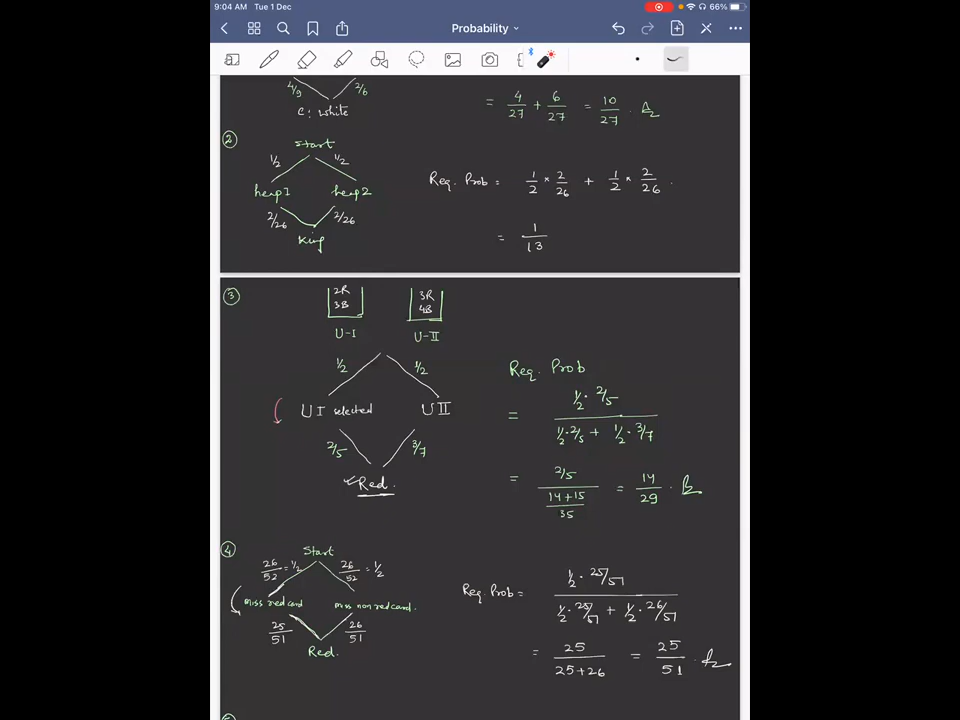 9:04 AM Tue 1 Dec
66%
Probability
4/9 2/6
C: White
= 4/27 + 6/27 = 10/27 .
②
Start
1/2 1/2
heap1 heap2
2/26 2/26
King
Req. Prob = 1/2 × 2/26 + 1/2 × 2/26 .
= 1/13
③
2R 3R
3B 4B
U-I U-II
1/2 1/2
UI selected UII
2/5 3/7
Red.
Req. Prob
= (1/2 · 2/5) / (1/2 · 2/5 + 1/2 · 3/7)
= (2/5) / ((14+15)/35) = 14/29 .
④
Start
26/52 = 1/2 26/52 = 1/2
miss red card miss non red card.
25/51 26/51
Red.
Req. Prob = (1/2 · 25/51) / (1/2 · 25/51 + 1/2 · 26/51)
= 25 / (25+26) = 25/51 .